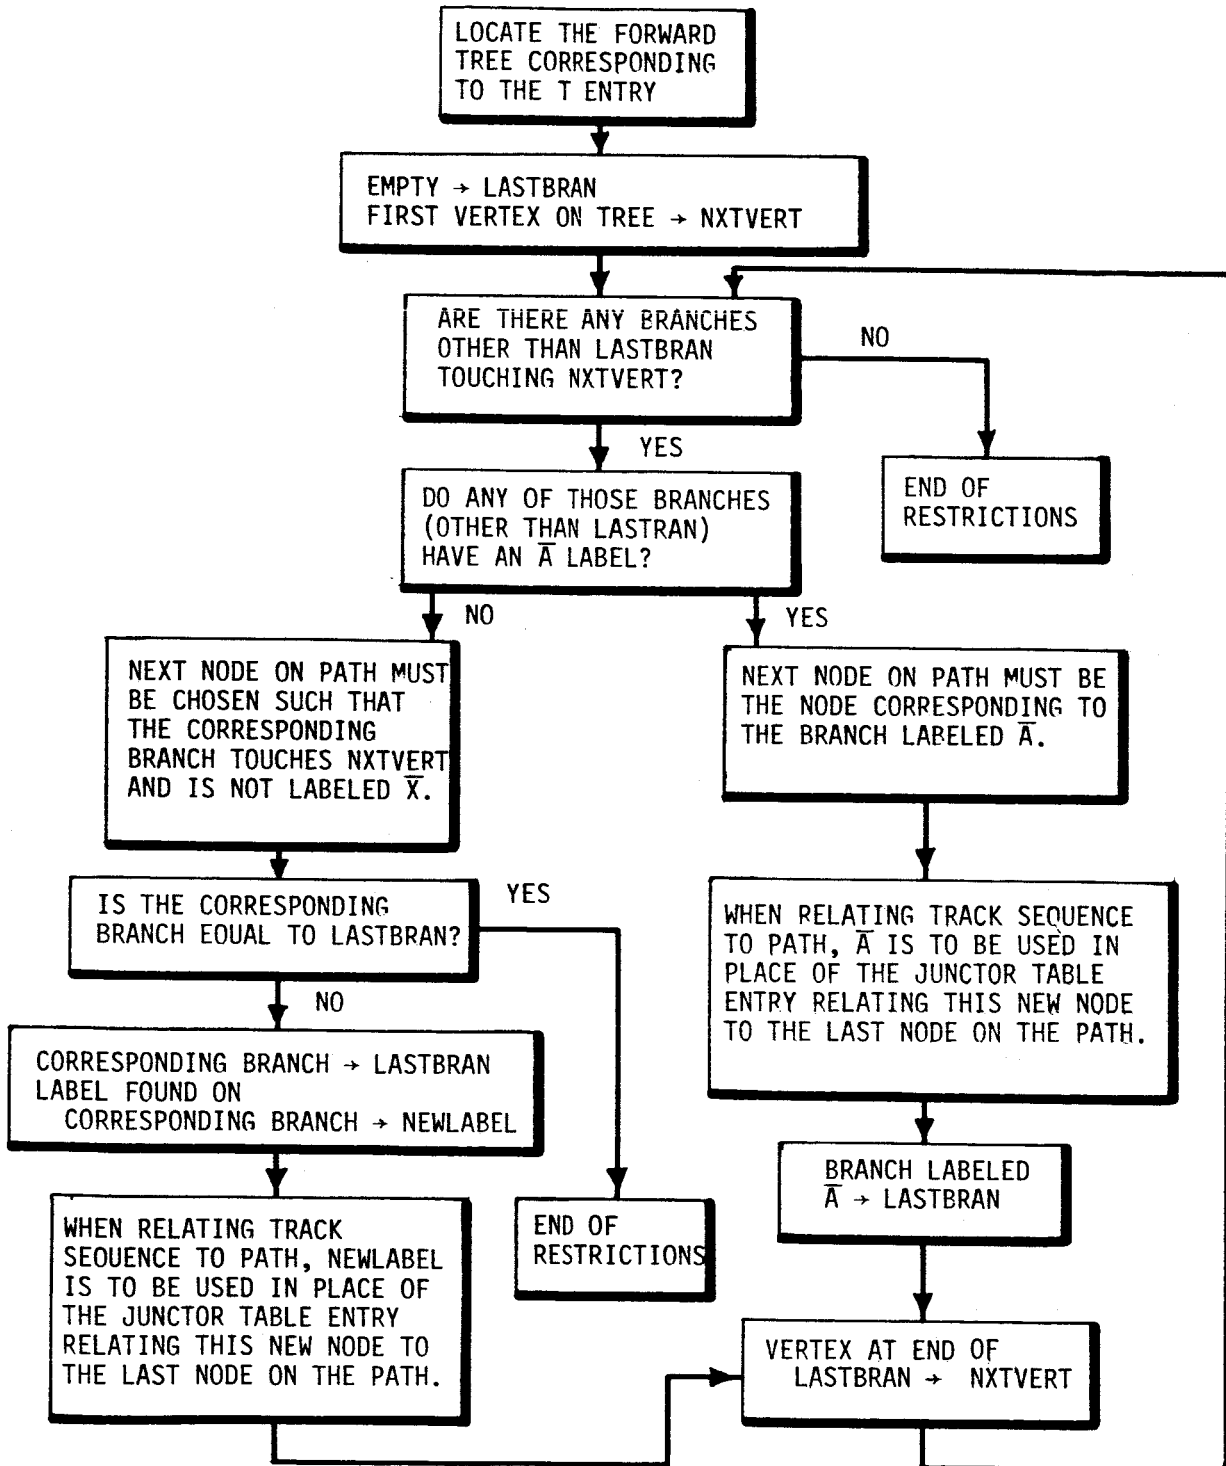 LOCATE THE FORWARD
TREE CORRESPONDING
TO THE T ENTRY
EMPTY → LASTBRAN
FIRST VERTEX ON TREE → NXTVERT
ARE THERE ANY BRANCHES
OTHER THAN LASTBRAN
TOUCHING NXTVERT?
NO
YES
END OF
RESTRICTIONS
DO ANY OF THOSE BRANCHES
(OTHER THAN LASTRAN)
HAVE AN A̅ LABEL?
NO
YES
NEXT NODE ON PATH MUST
BE CHOSEN SUCH THAT
THE CORRESPONDING
BRANCH TOUCHES NXTVERT
AND IS NOT LABELED X̅.
NEXT NODE ON PATH MUST BE
THE NODE CORRESPONDING TO
THE BRANCH LABELED A̅.
IS THE CORRESPONDING
BRANCH EQUAL TO LASTBRAN?
YES
NO
WHEN RELATING TRACK SEQUENCE
TO PATH, A̅ IS TO BE USED IN
PLACE OF THE JUNCTOR TABLE
ENTRY RELATING THIS NEW NODE
TO THE LAST NODE ON THE PATH.
CORRESPONDING BRANCH → LASTBRAN
LABEL FOUND ON
CORRESPONDING BRANCH → NEWLABEL
BRANCH LABELED
A̅ → LASTBRAN
WHEN RELATING TRACK
SEQUENCE TO PATH, NEWLABEL
IS TO BE USED IN PLACE OF
THE JUNCTOR TABLE ENTRY
RELATING THIS NEW NODE TO
THE LAST NODE ON THE PATH.
END OF
RESTRICTIONS
VERTEX AT END OF
LASTBRAN → NXTVERT